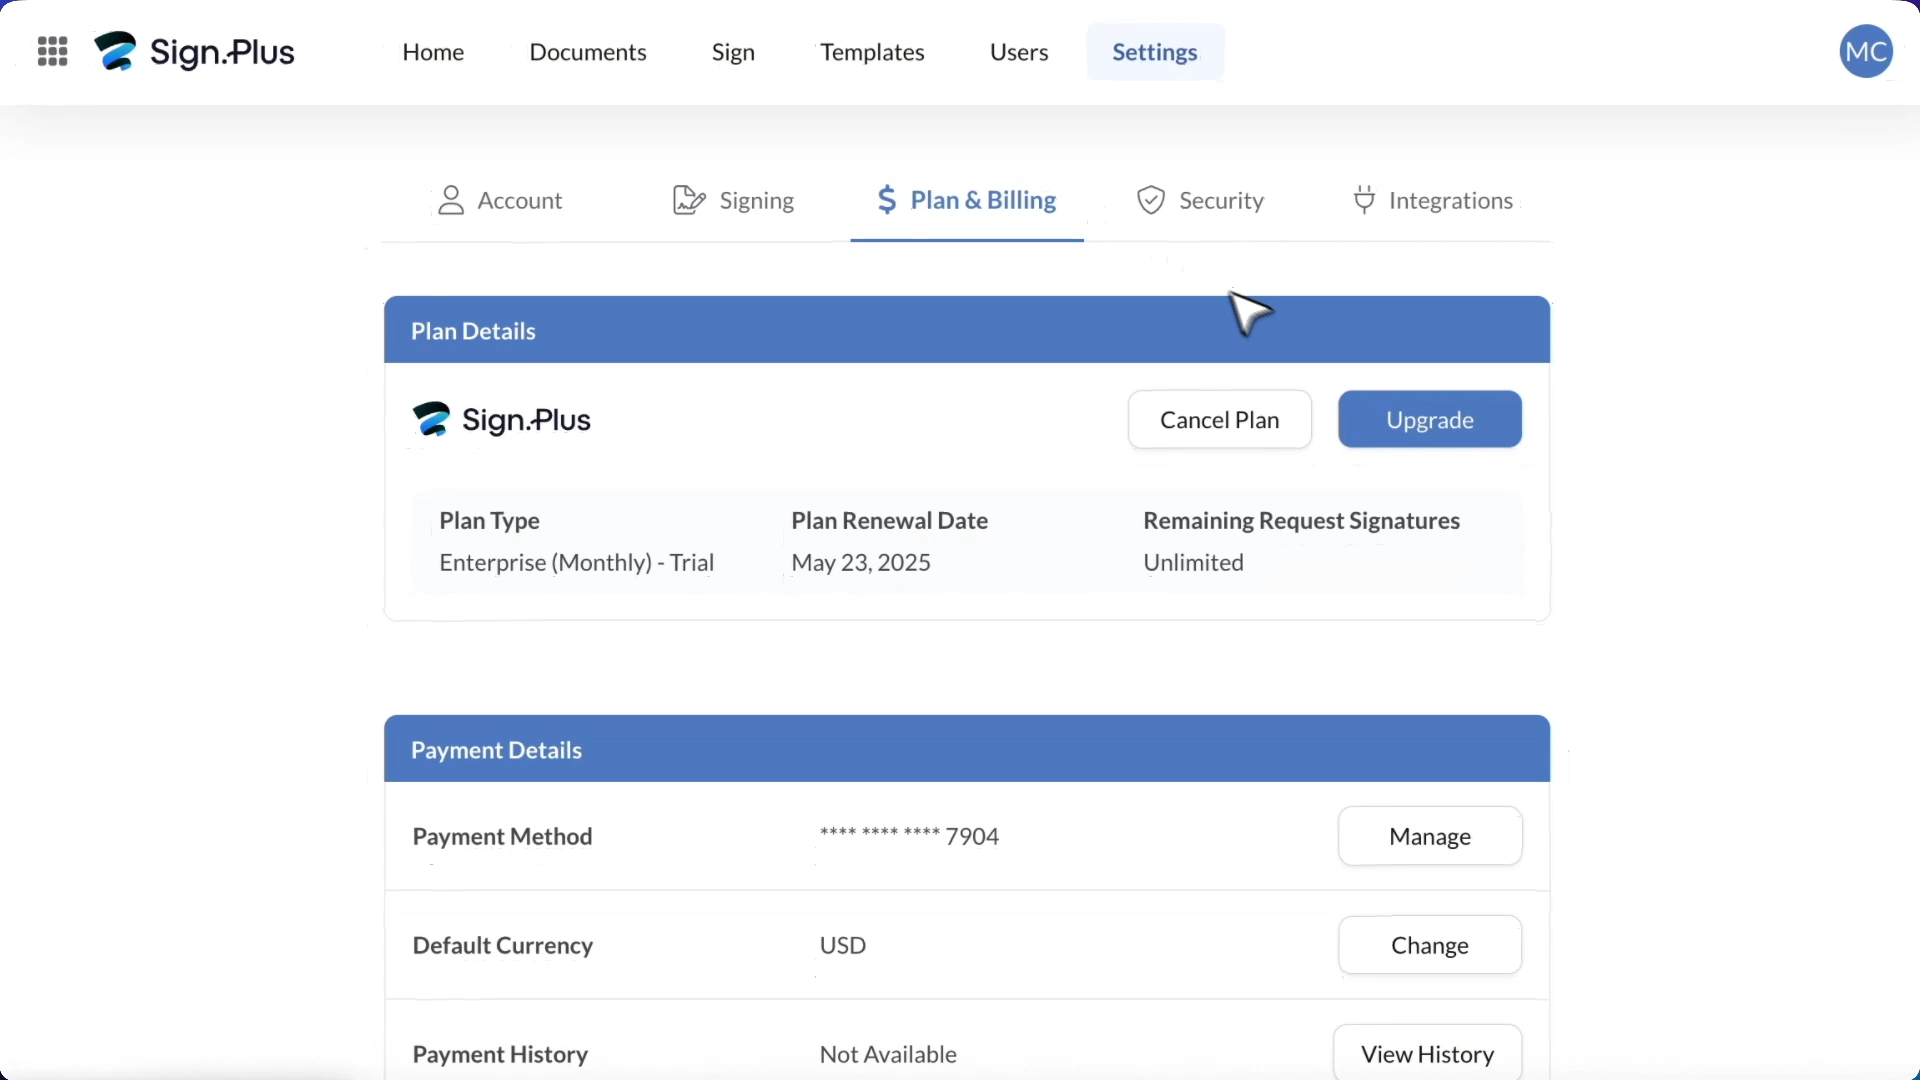 Sign.Plus Home Documents Sign Templates Users Settings MC
Account Signing Plan & Billing Security Integrations
Plan Details
Sign.Plus Cancel Plan Upgrade
Plan Type Plan Renewal Date Remaining Request Signatures
Enterprise (Monthly) - Trial May 23, 2025 Unlimited
Payment Details
Payment Method **** **** **** 7904 Manage
Default Currency USD Change
Payment History Not Available View History